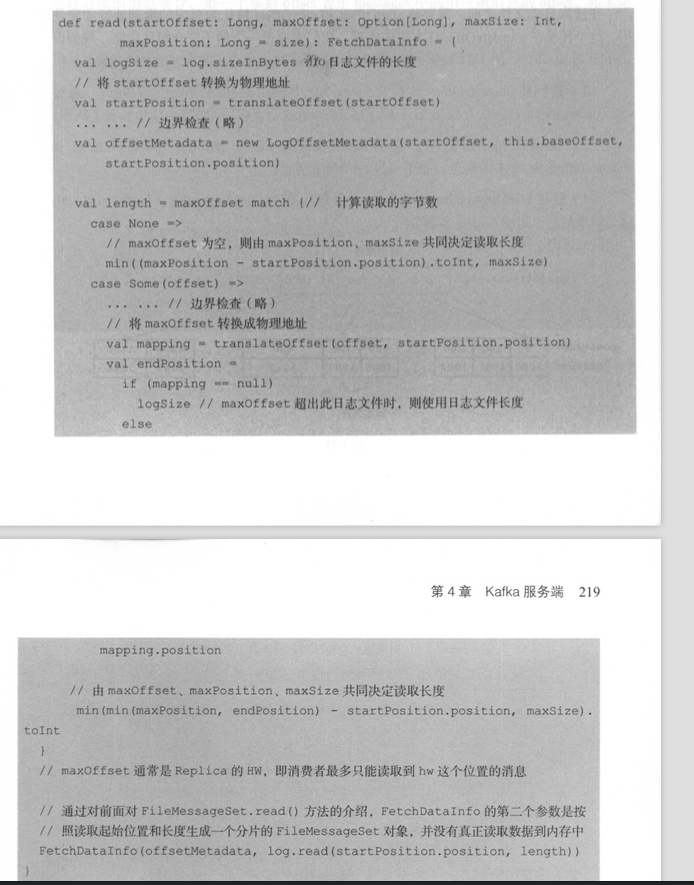 def read(startOffset: Long, maxOffset: Option[Long], maxSize: Int,
maxPosition: Long = size): FetchDataInfo = {
val logSize = log.sizeInBytes 日志文件的长度
// 将 startOffset 转换为物理地址
val startPosition = translateOffset(startOffset)
... ... // 边界检查（略）
val offsetMetadata = new LogOffsetMetadata(startOffset, this.baseOffset,
startPosition.position)
val length = maxOffset match {// 计算读取的字节数
case None =>
// maxOffset 为空，则由 maxPosition、maxSize 共同决定读取长度
min((maxPosition - startPosition.position).toInt, maxSize)
case Some(offset) =>
... ... // 边界检查（略）
// 将 maxOffset 转换成物理地址
val mapping = translateOffset(offset, startPosition.position)
val endPosition =
if (mapping == null)
logSize // maxOffset 超出此日志文件时，则使用日志文件长度
else
第 4 章 Kafka 服务端 219
mapping.position
// 由 maxOffset、maxPosition、maxSize 共同决定读取长度
min(min(maxPosition, endPosition) - startPosition.position, maxSize).
toInt
}
// maxOffset 通常是 Replica 的 HW，即消费者最多只能读取到 hw 这个位置的消息
// 通过对前面对 FileMessageSet.read() 方法的介绍，FetchDataInfo 的第二个参数是按
// 照读取起始位置和长度生成一个分片的 FileMessageSet 对象，并没有真正读取数据到内存中
FetchDataInfo(offsetMetadata, log.read(startPosition.position, length))
}